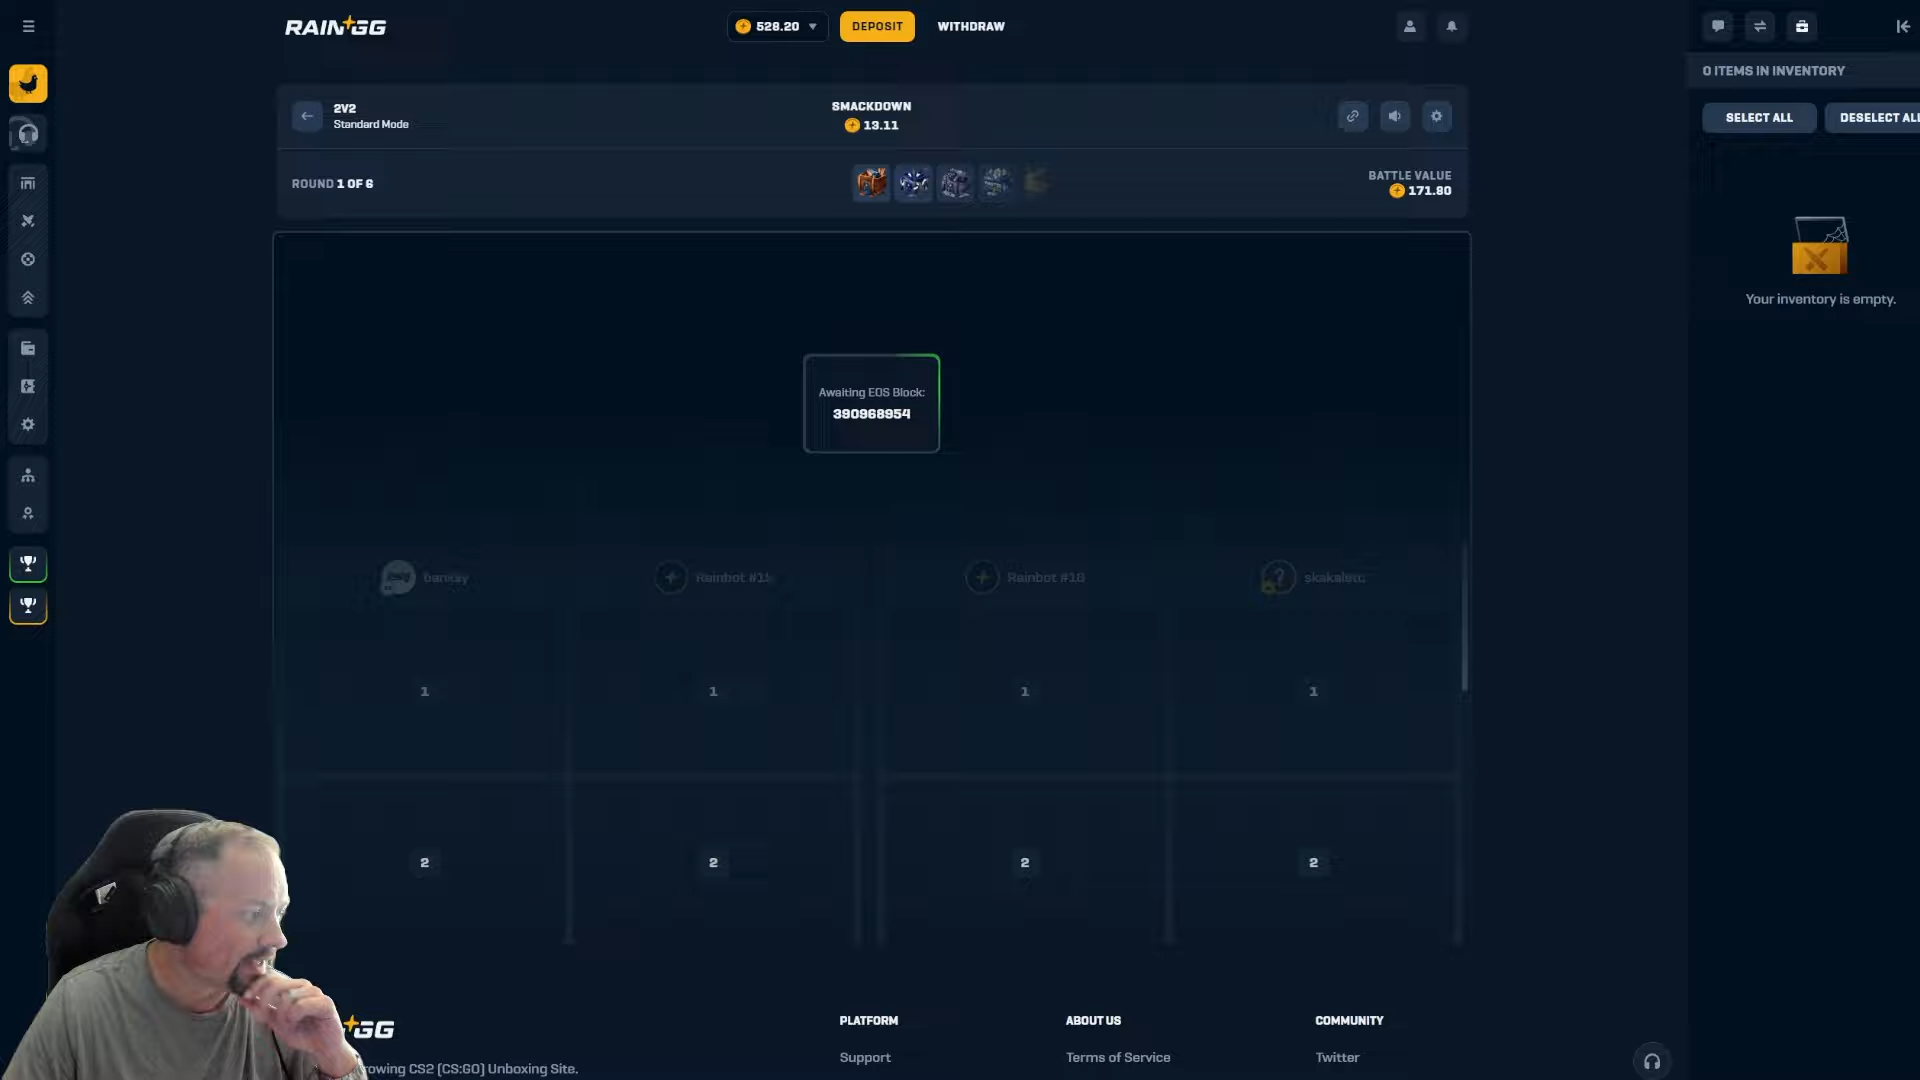 RAIN GG
528.20
DEPOSIT
WITHDRAW
0 ITEMS IN INVENTORY
SELECT ALL
DESELECT ALL
2V2
Standard Mode
SMACKDOWN
13.11
ROUND 1 OF 6
BATTLE VALUE
171.80
Your inventory is empty.
Awaiting EOS Block:
390968954
Rainbot
Rainbot #18
1 1 1 1
2 2 2 2
GG
rowing CS2 [CS:GO] Unboxing Site.
PLATFORM
Support
ABOUT US
Terms of Service
COMMUNITY
Twitter